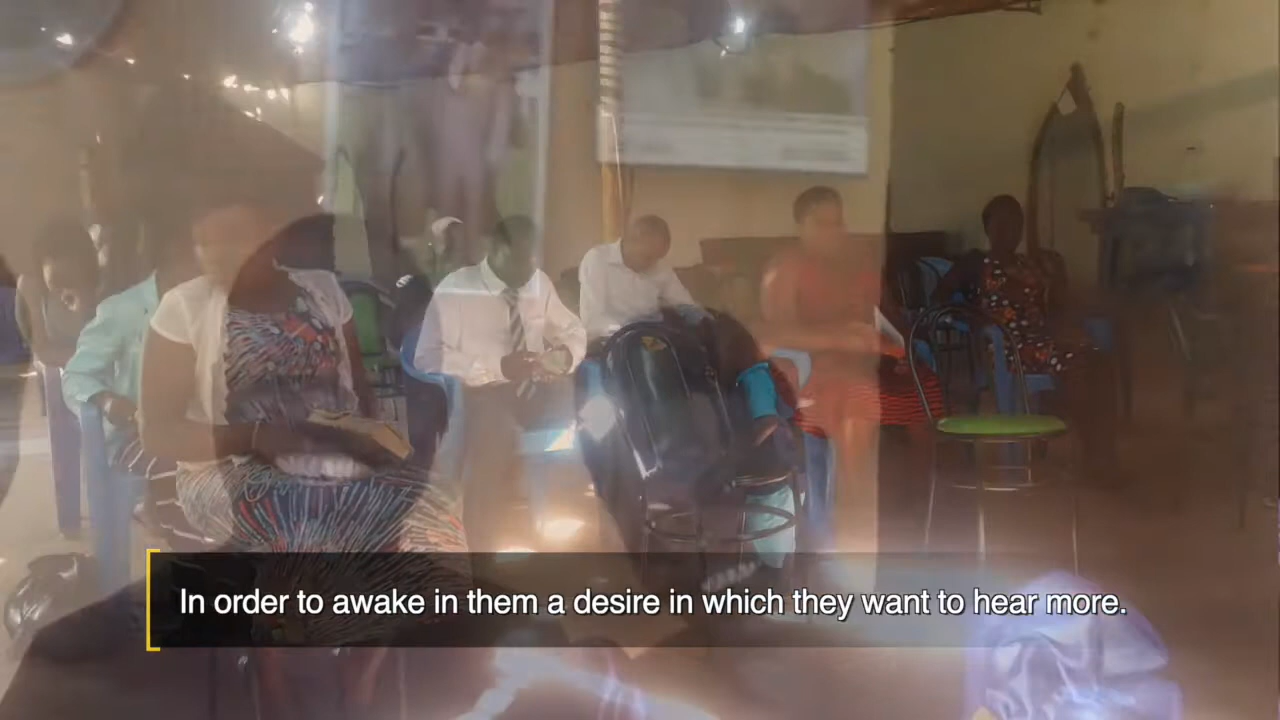 In order to awake in them a desire in which they want to hear more.